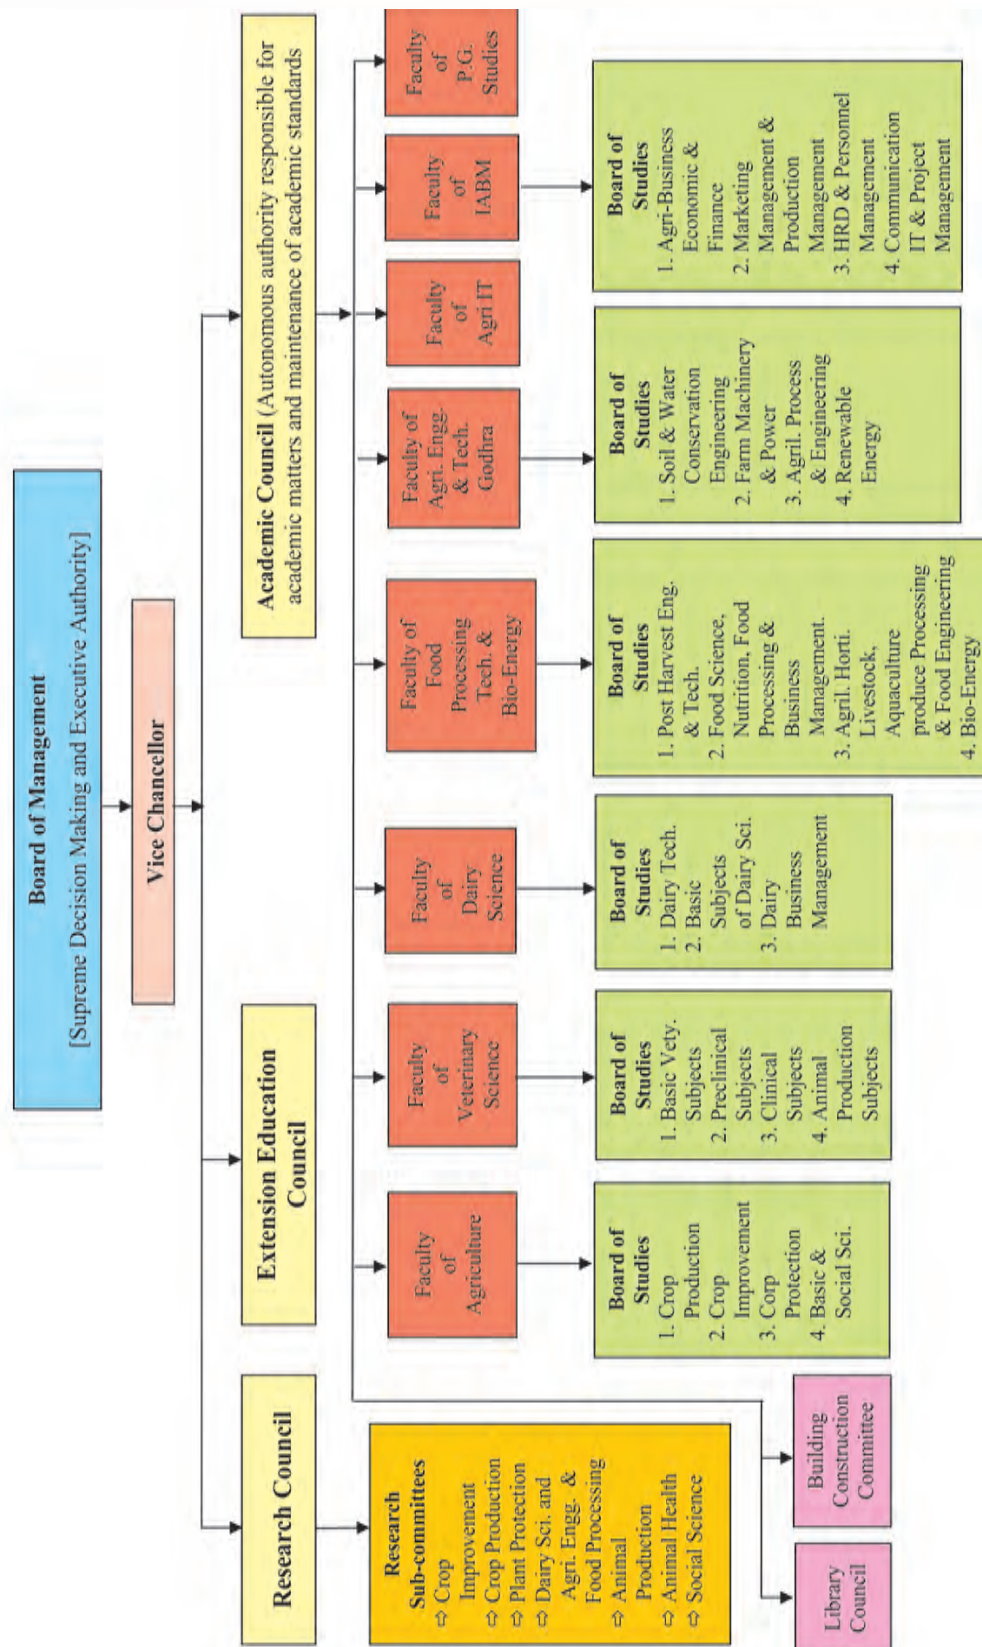 Board of Management
[Supreme Decision Making and Executive Authority]
Vice Chancellor
Research Council
Extension Education
Council
Academic Council (Autonomous authority responsible for
academic matters and maintenance of academic standards
Research
Sub-committees
⇨ Crop
Improvement
⇨ Crop Production
⇨ Plant Protection
⇨ Dairy Sci. and
Agri. Engg. &
Food Processing
⇨ Animal
Production
⇨ Animal Health
⇨ Social Science
Faculty
of
Agriculture
Faculty
of
Veterinary
Science
Faculty
of
Dairy
Science
Faculty of
Food
Processing
Tech. &
Bio-Energy
Faculty of
Agri. Engg.
& Tech.
Godhra
Faculty
of
Agri IT
Faculty
of
IABM
Faculty
of
P.G.
Studies
Board of
Studies
1. Crop
Production
2. Crop
Improvement
3. Corp
Protection
4. Basic &
Social Sci.
Board of
Studies
1. Basic Vety.
Subjects
2. Preclinical
Subjects
3. Clinical
Subjects
4. Animal
Production
Subjects
Board of
Studies
1. Dairy Tech.
2. Basic
Subjects
of Dairy Sci.
3. Dairy
Business
Management
Board of
Studies
1. Post Harvest Eng.
& Tech.
2. Food Science,
Nutrition, Food
Processing &
Business
Management.
3. Agril. Horti.
Livestock,
Aquaculture
produce Processing
& Food Engineering
4. Bio-Energy
Board of
Studies
1. Soil & Water
Conservation
Engineering
2. Farm Machinery
& Power
3. Agril. Process
& Engineering
4. Renewable
Energy
Board of
Studies
1. Agri-Business
Economic &
Finance
2. Marketing
Management &
Production
Management
3. HRD & Personnel
Management
4. Communication
IT & Project
Management
Library
Council
Building
Construction
Committee